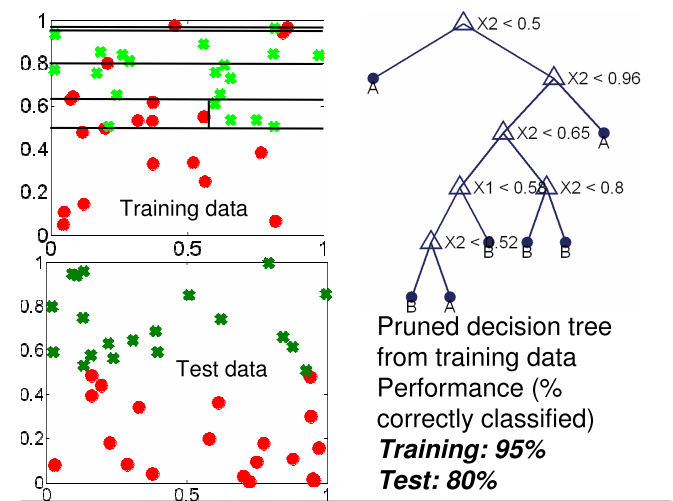 1
0.8
0.6
0.4
0.2
0
0
0.5
1
Training data
1
0.8
0.6
0.4
0.2
0
0
0.5
1
Test data
X2 < 0.5
A
X2 < 0.96
X2 < 0.65
A
X1 < 0.58
X2 < 0.8
X2 < 0.52
B
B
B
B
A
Pruned decision tree
from training data
Performance (%
correctly classified)
Training: 95%
Test: 80%